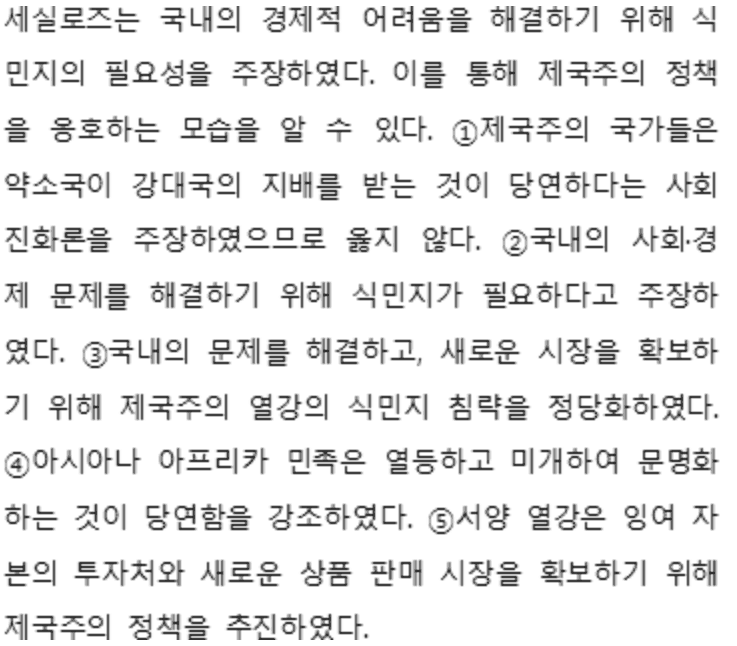 세실로즈는 국내의 경제적 어려움을 해결하기 위해 식
민지의 필요성을 주장하였다. 이를 통해 제국주의 정책
을 옹호하는 모습을 알 수 있다. ①제국주의 국가들은
약소국이 강대국의 지배를 받는 것이 당연하다는 사회
진화론을 주장하였으므로 옳지 않다. ②국내의 사회·경
제 문제를 해결하기 위해 식민지가 필요하다고 주장하
였다. ③국내의 문제를 해결하고, 새로운 시장을 확보하
기 위해 제국주의 열강의 식민지 침략을 정당화하였다.
④아시아나 아프리카 민족은 열등하고 미개하여 문명화
하는 것이 당연함을 강조하였다. ⑤서양 열강은 잉여 자
본의 투자처와 새로운 상품 판매 시장을 확보하기 위해
제국주의 정책을 추진하였다.